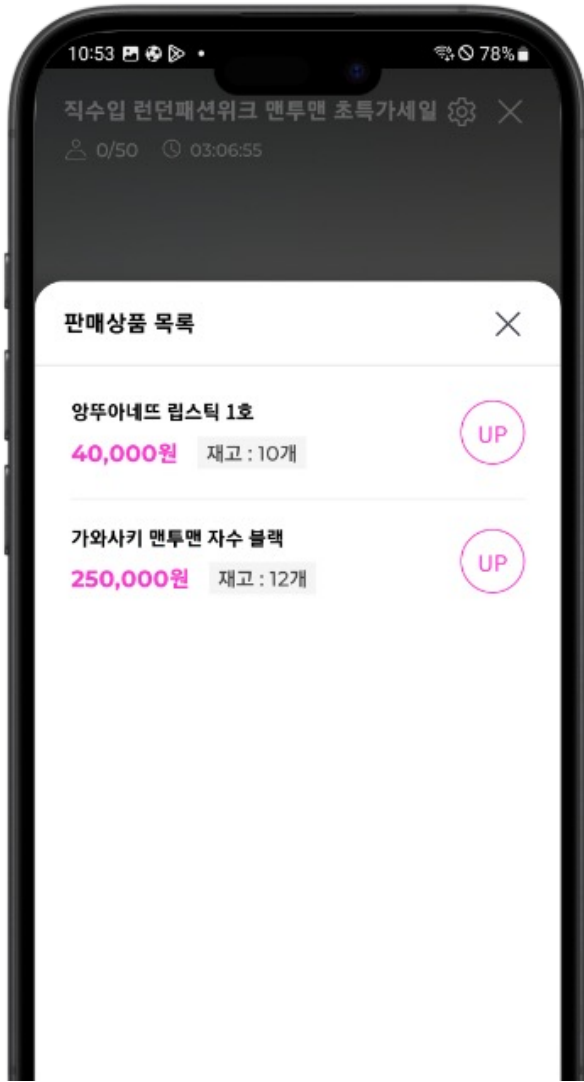 10:53 78%
직수입 런던패션위크 맨투맨 초특가세일
0/50 03:06:55
판매상품 목록
앙뚜아네뜨 립스틱 1호
40,000원 재고 : 10개
UP
가와사키 맨투맨 자수 블랙
250,000원 재고 : 12개
UP